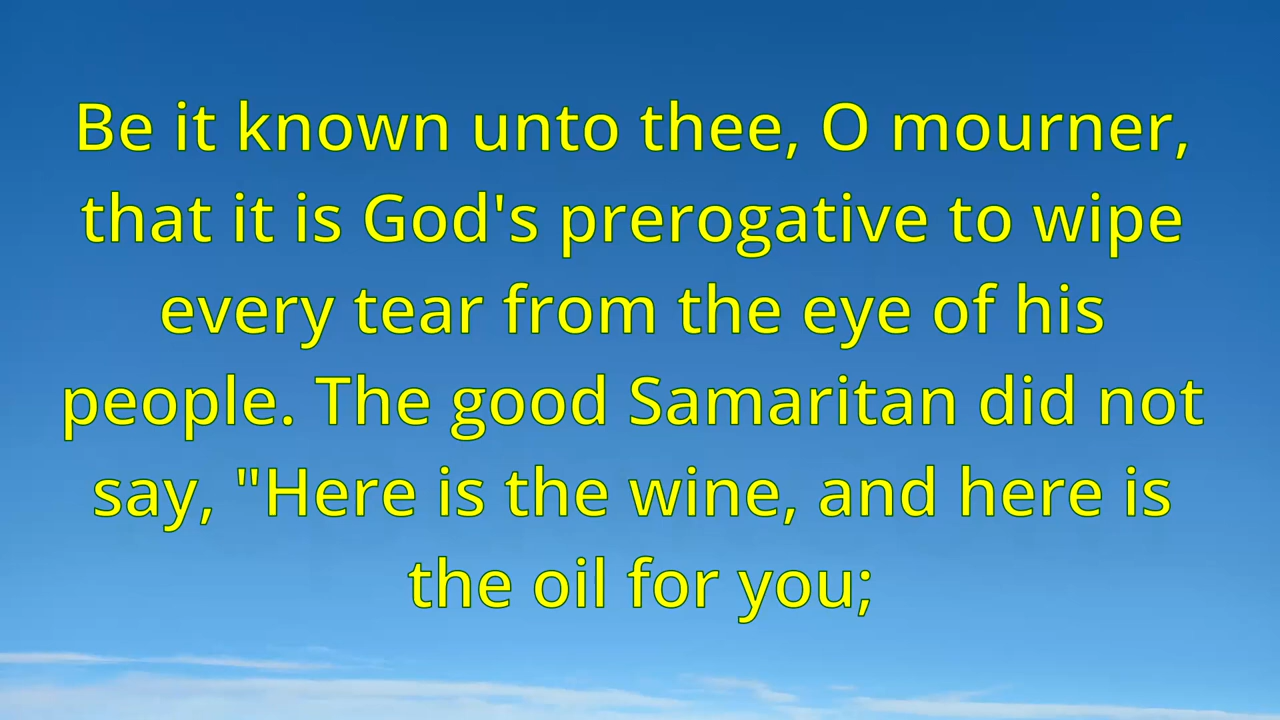 Be it known unto thee, O mourner,
that it is God's prerogative to wipe
every tear from the eye of his
people. The good Samaritan did not
say, "Here is the wine, and here is
the oil for you;